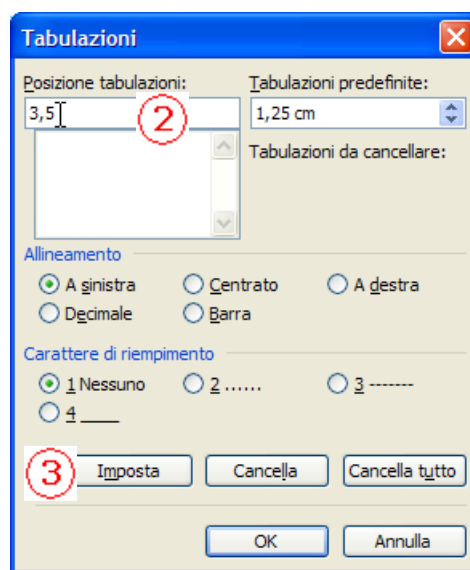 Tabulazioni
Posizione tabulazioni: Tabulazioni predefinite:
3,5 2 1,25 cm
Tabulazioni da cancellare:
Allineamento
A sinistra Centrato A destra
Decimale Barra
Carattere di riempimento
1 Nessuno 2 ...... 3 -------
4 ____
3 Imposta Cancella Cancella tutto
OK Annulla